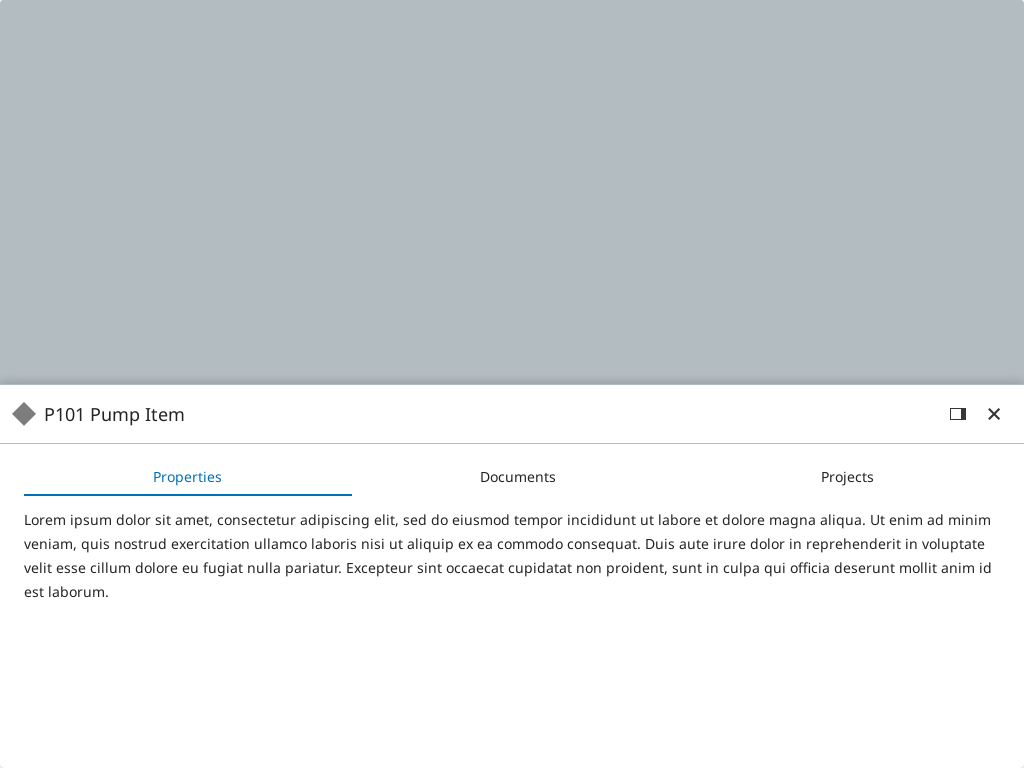 P101 Pump Item
Properties
Documents
Projects
Lorem ipsum dolor sit amet, consectetur adipiscing elit, sed do eiusmod tempor incididunt ut labore et dolore magna aliqua. Ut enim ad minim
veniam, quis nostrud exercitation ullamco laboris nisi ut aliquip ex ea commodo consequat. Duis aute irure dolor in reprehenderit in voluptate
velit esse cillum dolore eu fugiat nulla pariatur. Excepteur sint occaecat cupidatat non proident, sunt in culpa qui officia deserunt mollit anim id
est laborum.